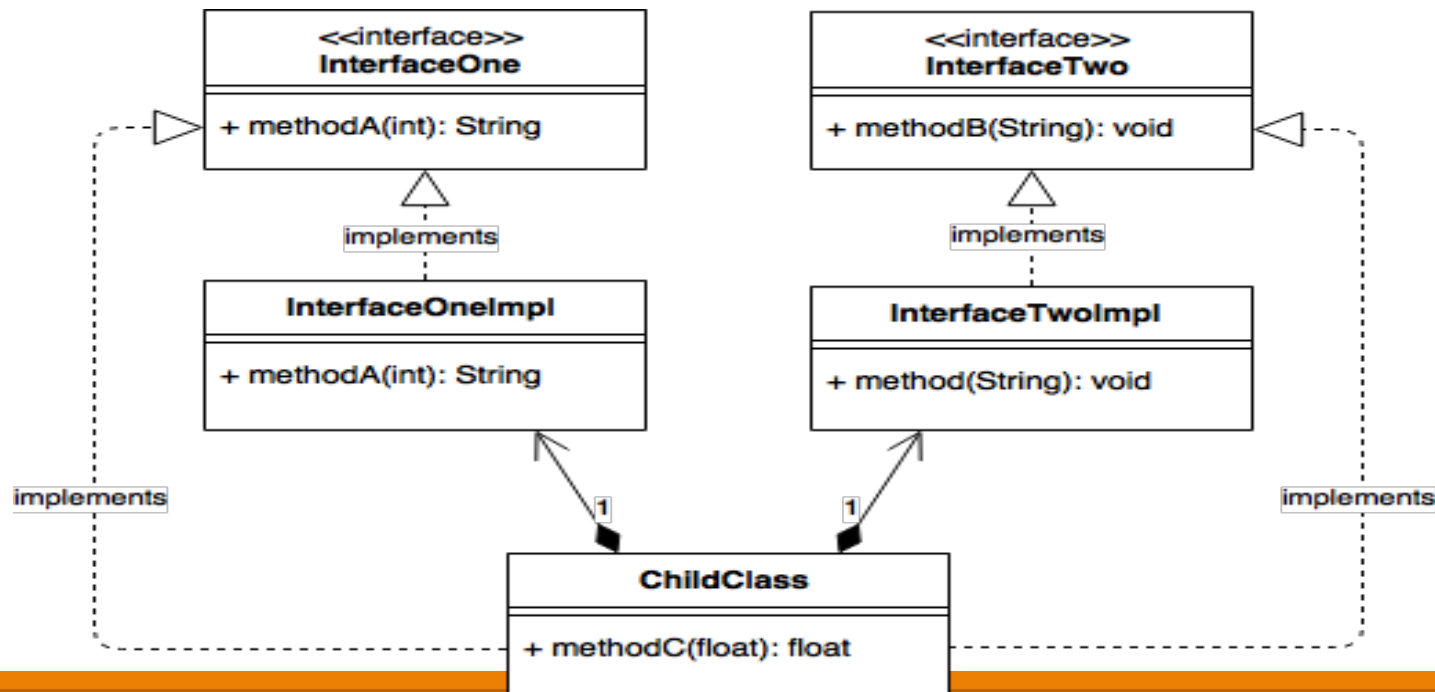 <<interface>>
InterfaceOne
+ methodA(int): String
<<interface>>
InterfaceTwo
+ methodB(String): void
implements
implements
InterfaceOneImpl
+ methodA(int): String
InterfaceTwoImpl
+ method(String): void
implements
implements
1
1
ChildClass
+ methodC(float): float